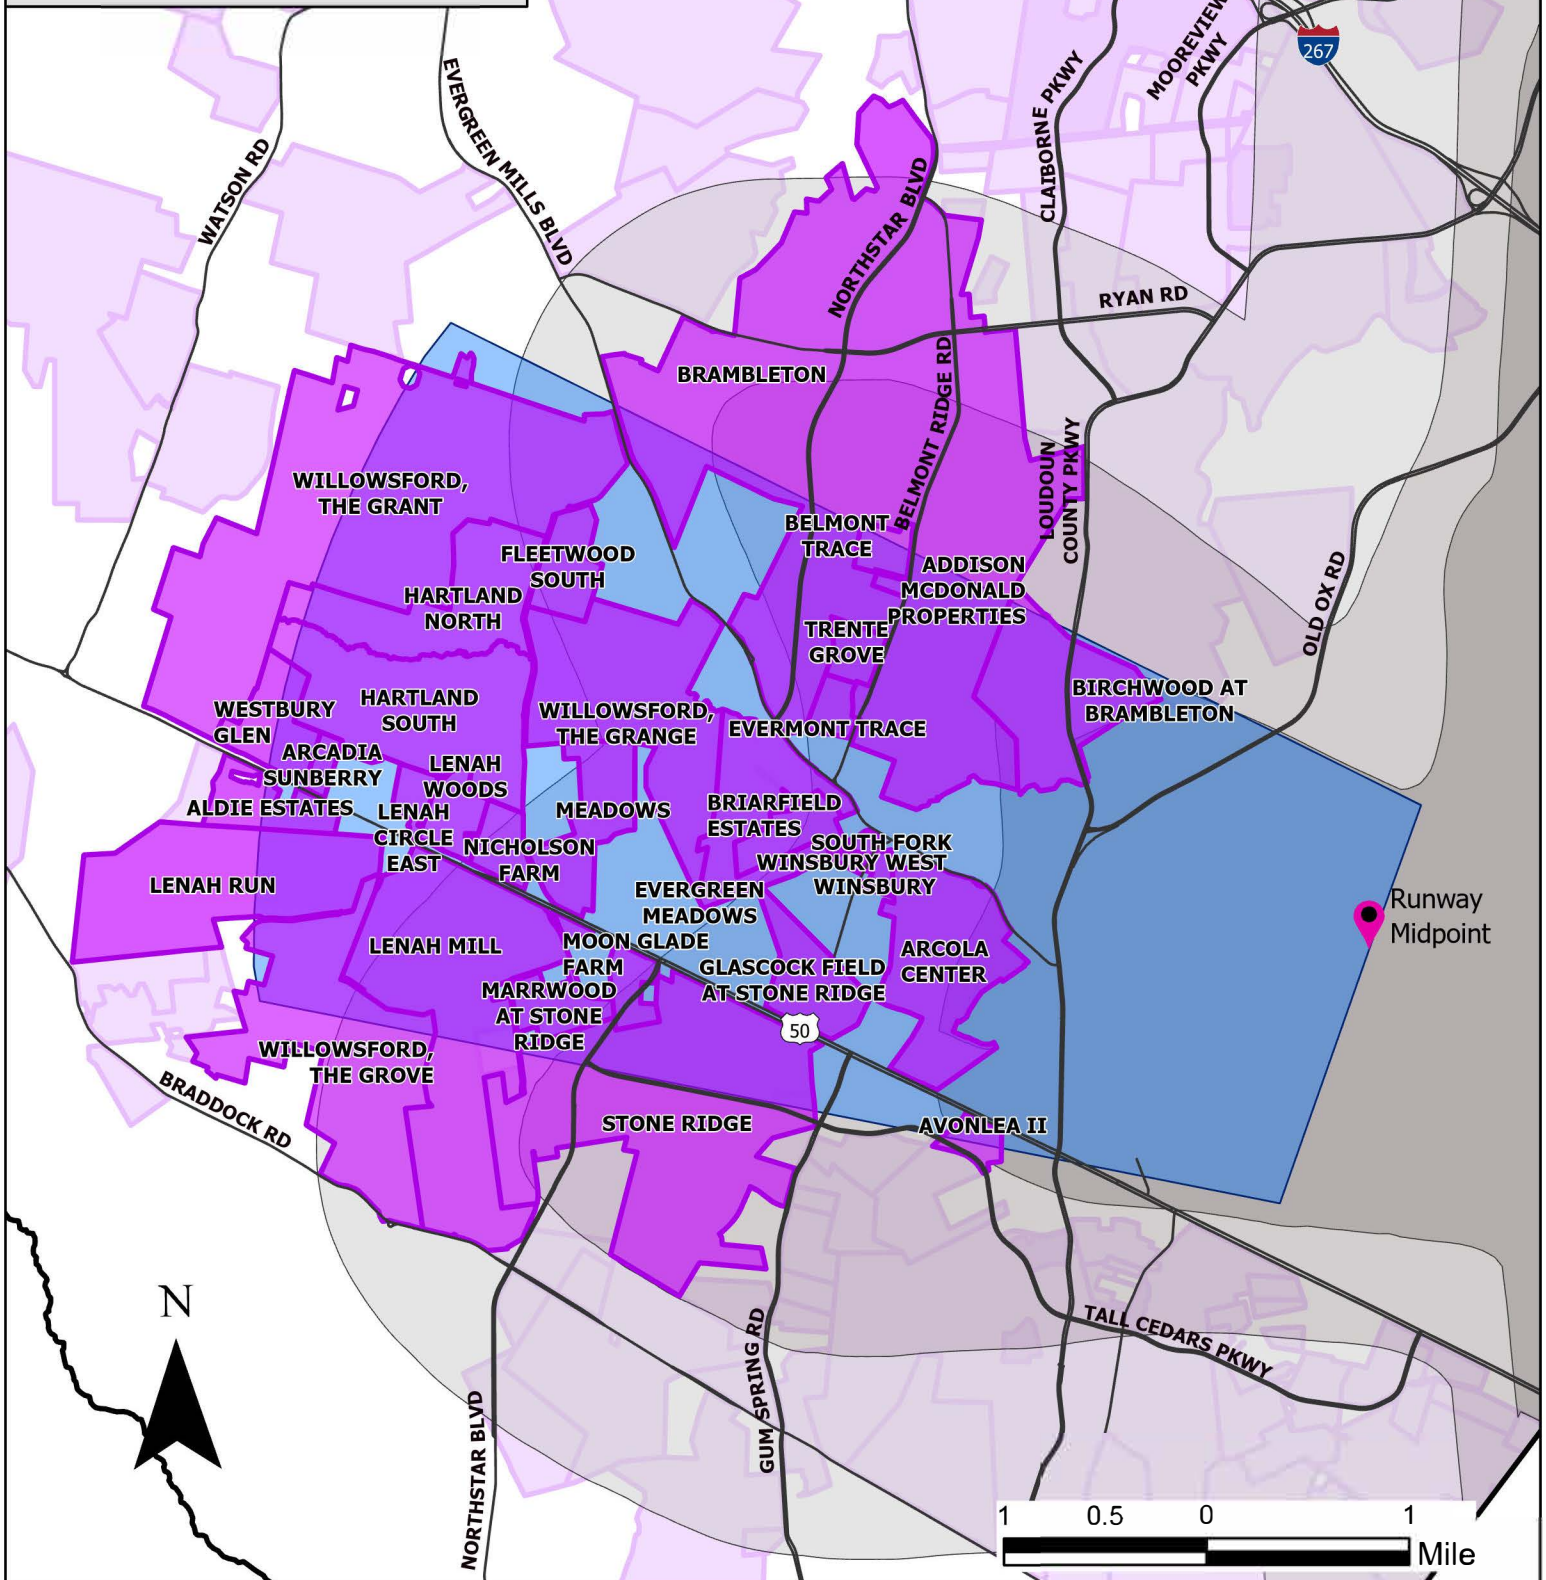 267
MOOREVIEW
PKWY
CLAIBORNE PKWY
EVERGREEN MILLS BLVD
WATSON RD
NORTHSTAR BLVD
RYAN RD
BRAMBLETON
BELMONT RIDGE RD
LOUDOUN
COUNTY PKWY
WILLOWSFORD,
THE GRANT
BELMONT
TRACE
FLEETWOOD
SOUTH
ADDISON
MCDONALD
PROPERTIES
OLD OX RD
HARTLAND
NORTH
TRENTE
GROVE
BIRCHWOOD AT
BRAMBLETON
HARTLAND
SOUTH
WESTBURY
GLEN
WILLOWSFORD,
THE GRANGE
EVERMONT TRACE
ARCADIA
SUNBERRY
LENAH
WOODS
ALDIE ESTATES
LENAH
CIRCLE
EAST
MEADOWS
BRIARFIELD
ESTATES
NICHOLSON
FARM
SOUTH FORK
WINSBURY WEST
WINSBURY
LENAH RUN
EVERGREEN
MEADOWS
Runway
Midpoint
LENAH MILL
MOON GLADE
FARM
ARCOLA
CENTER
GLASCOCK FIELD
AT STONE RIDGE
MARRWOOD
AT STONE
RIDGE
50
WILLOWSFORD,
THE GROVE
BRADDOCK RD
STONE RIDGE
AVONLEA II
N
TALL CEDARS PKWY
GUM SPRING RD
NORTHSTAR BLVD
1 0.5 0 1
Mile